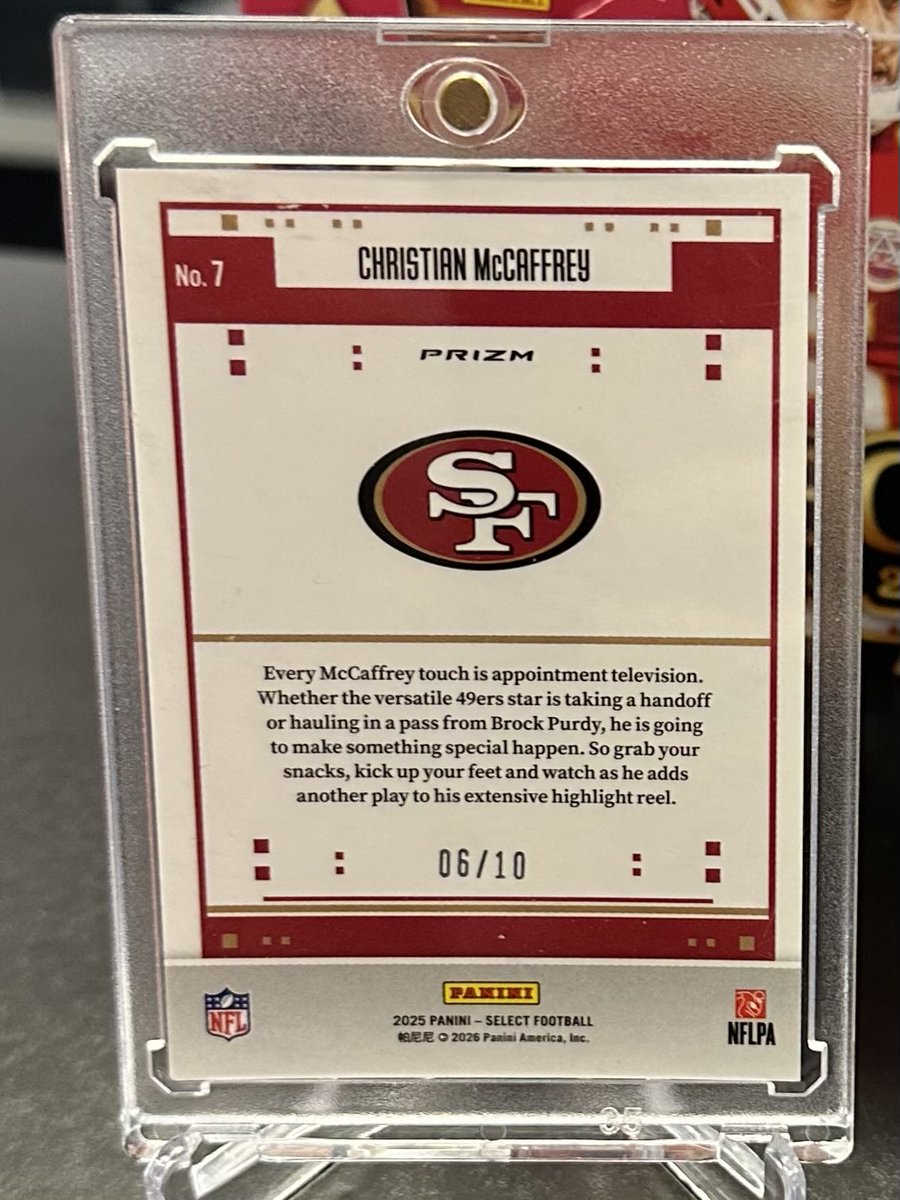 CHRISTIAN McCAFFREY
No. 7
PRIZM
SF
Every McCaffrey touch is appointment television.
Whether the versatile 49ers star is taking a handoff
or hauling in a pass from Brock Purdy, he is going
to make something special happen. So grab your
snacks, kick up your feet and watch as he adds
another play to his extensive highlight reel.
06/10
NFL
PANINI
2025 PANINI – SELECT FOOTBALL
帕尼尼 © 2026 Panini America, Inc.
NFLPA
35